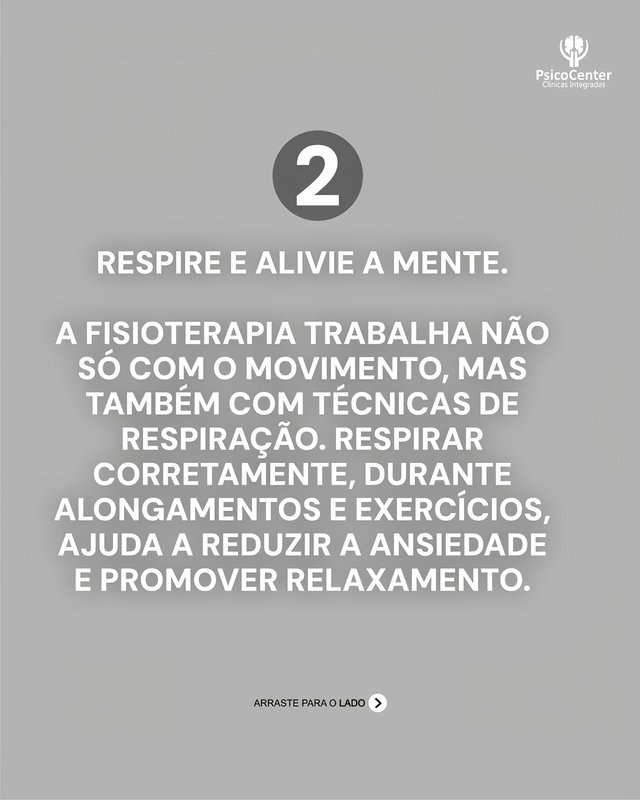 PsicoCenter
Clínicas Integradas
2
RESPIRE E ALIVIE A MENTE.
A FISIOTERAPIA TRABALHA NÃO
SÓ COM O MOVIMENTO, MAS
TAMBÉM COM TÉCNICAS DE
RESPIRAÇÃO. RESPIRAR
CORRETAMENTE, DURANTE
ALONGAMENTOS E EXERCÍCIOS,
AJUDA A REDUZIR A ANSIEDADE
E PROMOVER RELAXAMENTO.
ARRASTE PARA O LADO